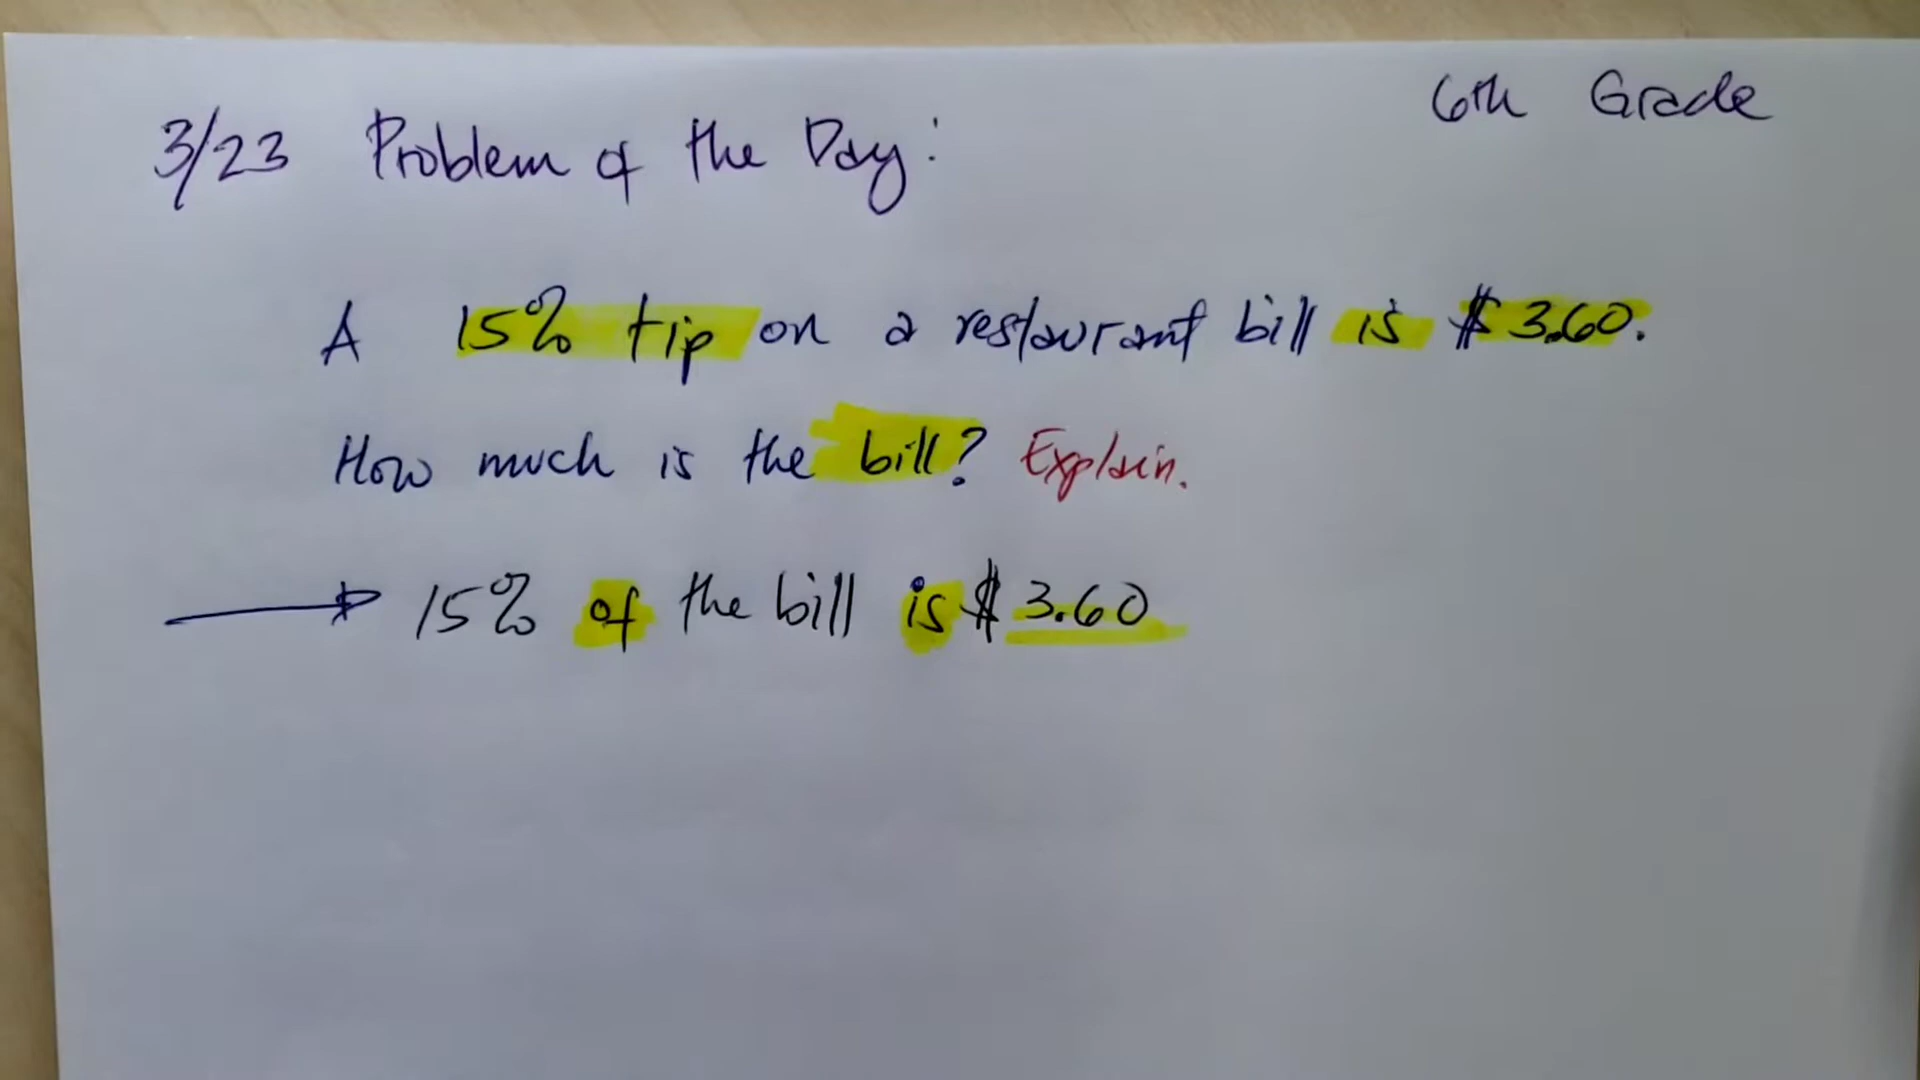 6th Grade
3/23 Problem of the Day:
A 15% tip on a restaurant bill is $3.60.
How much is the bill? Explain.
→ 15% of the bill is $3.60